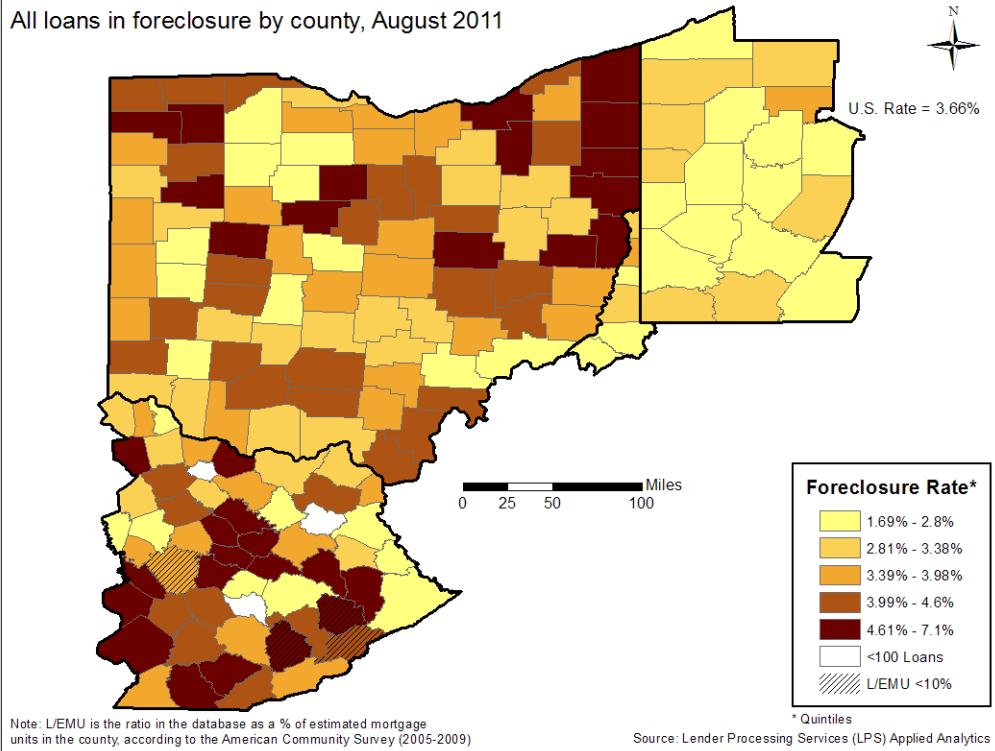 All loans in foreclosure by county, August 2011
N
U.S. Rate = 3.66%
Miles
0 25 50 100
Foreclosure Rate*
1.69% - 2.8%
2.81% - 3.38%
3.39% - 3.98%
3.99% - 4.6%
4.61% - 7.1%
<100 Loans
L/EMU <10%
* Quintiles
Note: L/EMU is the ratio in the database as a % of estimated mortgage
units in the county, according to the American Community Survey (2005-2009)
Source: Lender Processing Services (LPS) Applied Analytics